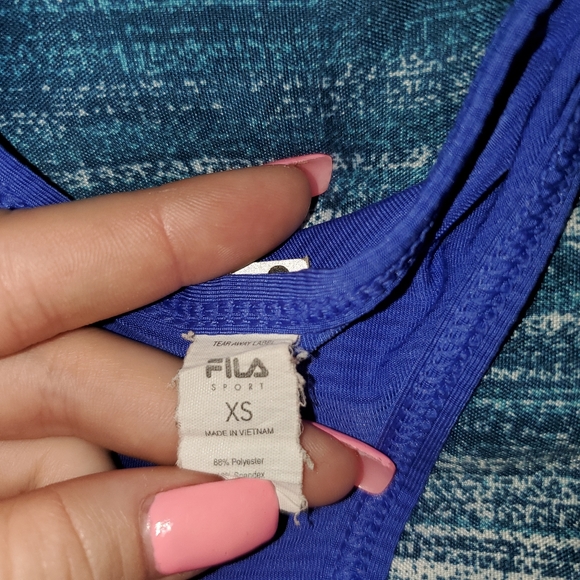 TEAR AWAY LABEL
FILA
SPORT
XS
MADE IN VIETNAM
88% Polyester
Spandex